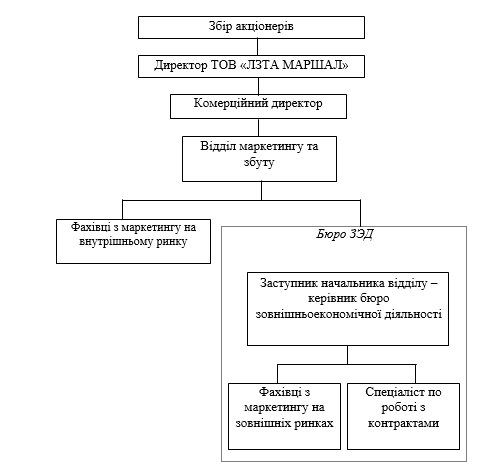 Збір акціонерів
Директор ТОВ «ЛЗТА МАРШАЛ»
Комерційний директор
Відділ маркетингу та
збуту
Фахівці з маркетингу на
внутрішньому ринку
Бюро ЗЭД
Заступник начальника відділу –
керівник бюро
зовнішньоекономічної діяльності
Фахівці з
маркетингу на
зовнішніх ринках
Спеціаліст по
роботі з
контрактами